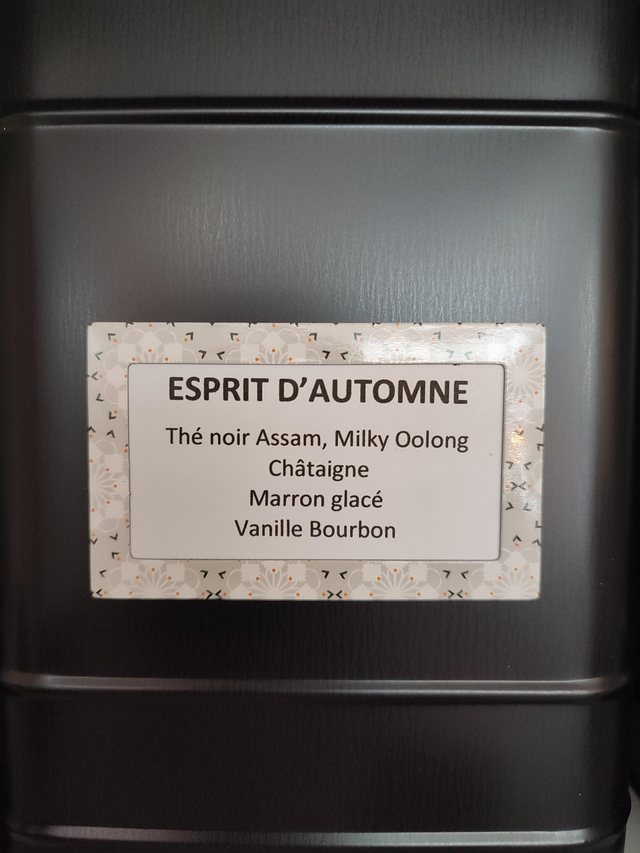 ESPRIT D’AUTOMNE
Thé noir Assam, Milky Oolong
Châtaigne
Marron glacé
Vanille Bourbon